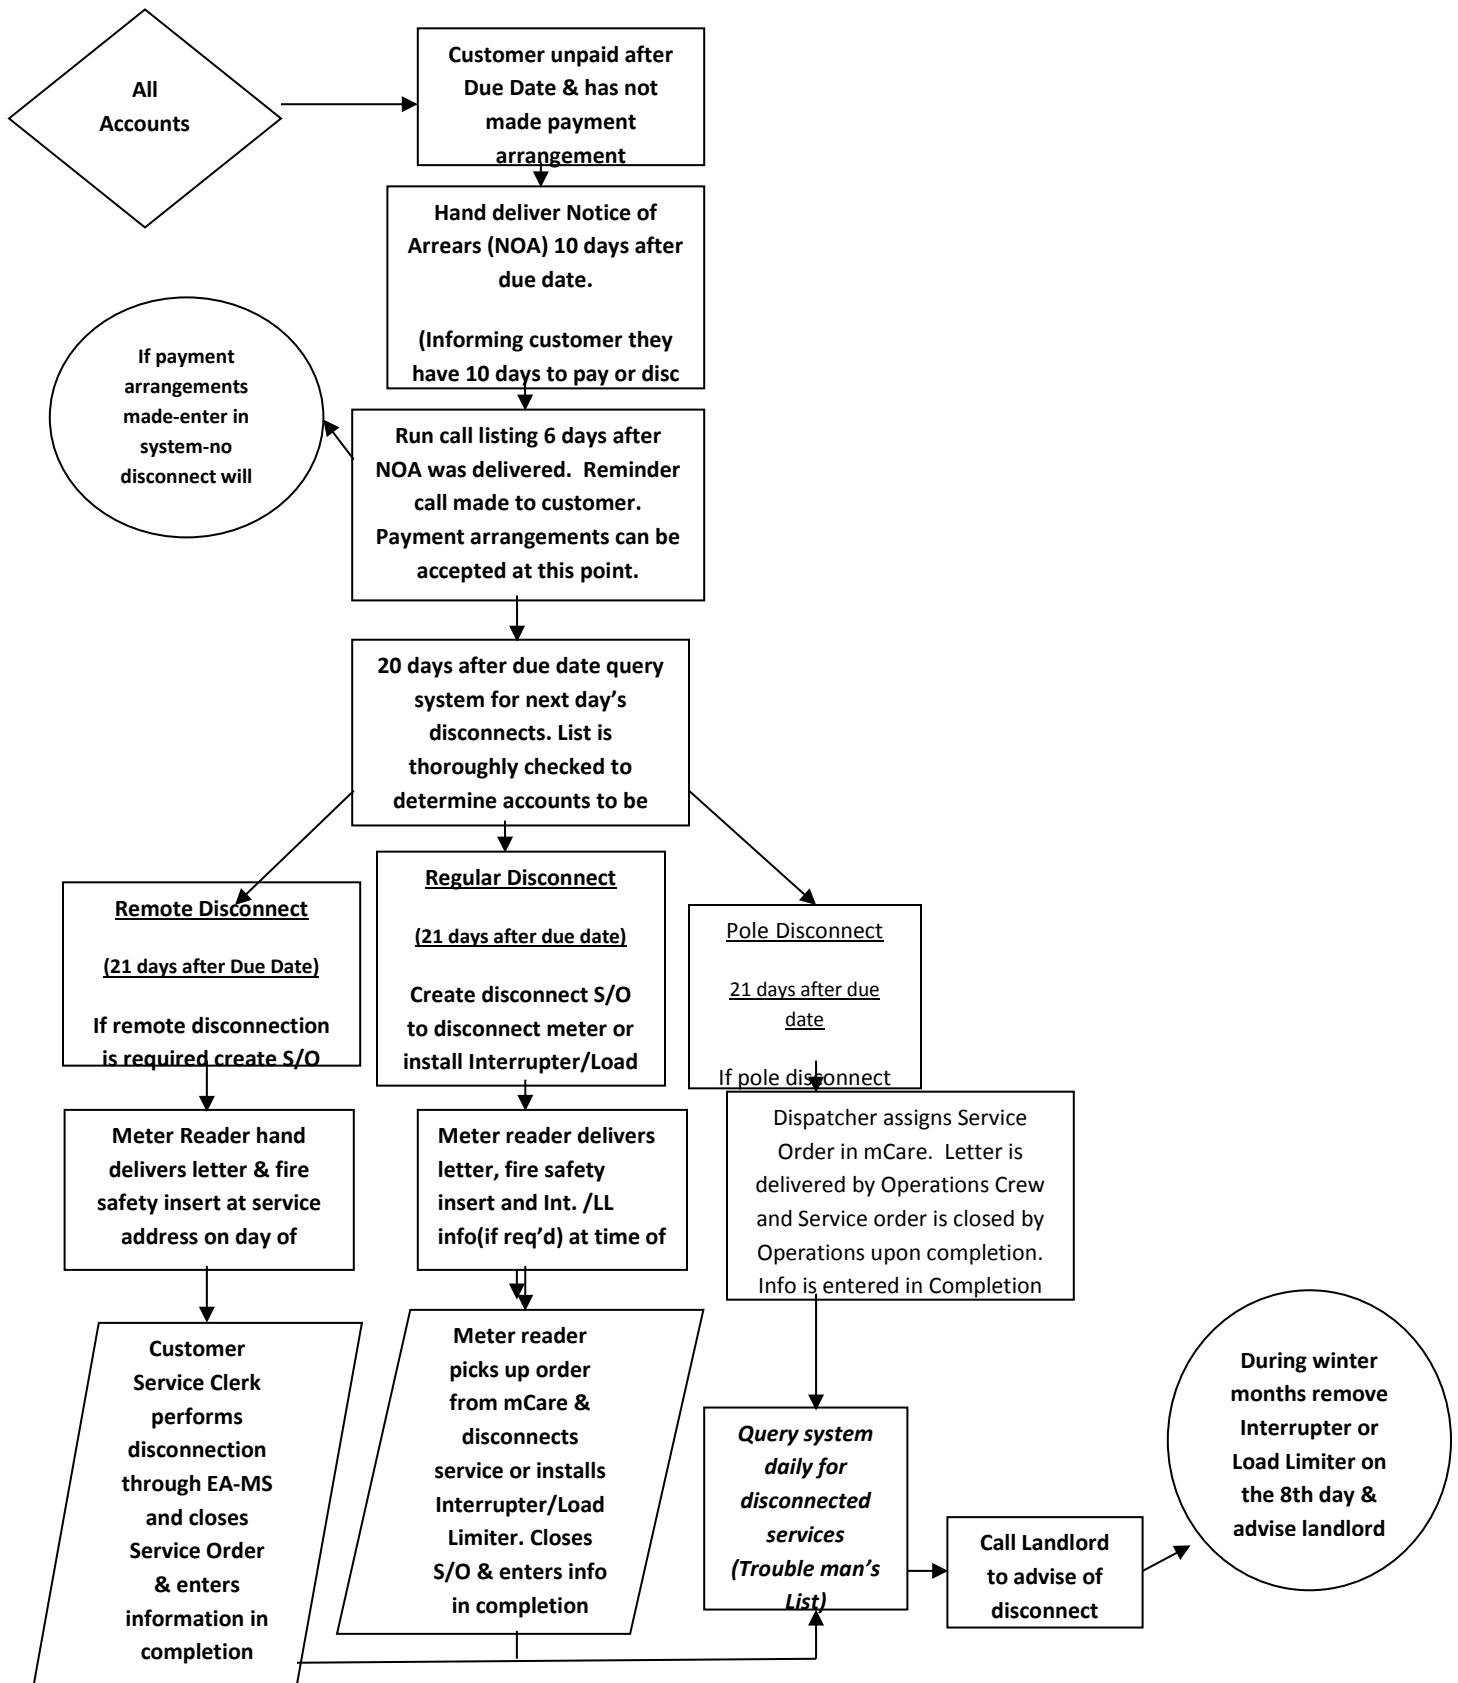 All
Accounts
Customer unpaid after
Due Date & has not
made payment
arrangement
Hand deliver Notice of
Arrears (NOA) 10 days after
due date.
(Informing customer they
have 10 days to pay or disc
If payment
arrangements
made-enter in
system-no
disconnect will
Run call listing 6 days after
NOA was delivered.  Reminder
call made to customer.
Payment arrangements can be
accepted at this point.
20 days after due date query
system for next day’s
disconnects. List is
thoroughly checked to
determine accounts to be
Remote Disconnect
(21 days after Due Date)
If remote disconnection
is required create S/O
Regular Disconnect
(21 days after due date)
Create disconnect S/O
to disconnect meter or
install Interrupter/Load
Pole Disconnect
21 days after due
date
If pole disconnect
Meter Reader hand
delivers letter & fire
safety insert at service
address on day of
Meter reader delivers
letter, fire safety
insert and Int. /LL
info(if req’d) at time of
Dispatcher assigns Service
Order in mCare.  Letter is
delivered by Operations Crew
and Service order is closed by
Operations upon completion.
Info is entered in Completion
Customer
Service Clerk
performs
disconnection
through EA-MS
and closes
Service Order
& enters
information in
completion
Meter reader
picks up order
from mCare &
disconnects
service or installs
Interrupter/Load
Limiter. Closes
S/O & enters info
in completion
Query system
daily for
disconnected
services
(Trouble man’s
List)
Call Landlord
to advise of
disconnect
During winter
months remove
Interrupter or
Load Limiter on
the 8th day &
advise landlord